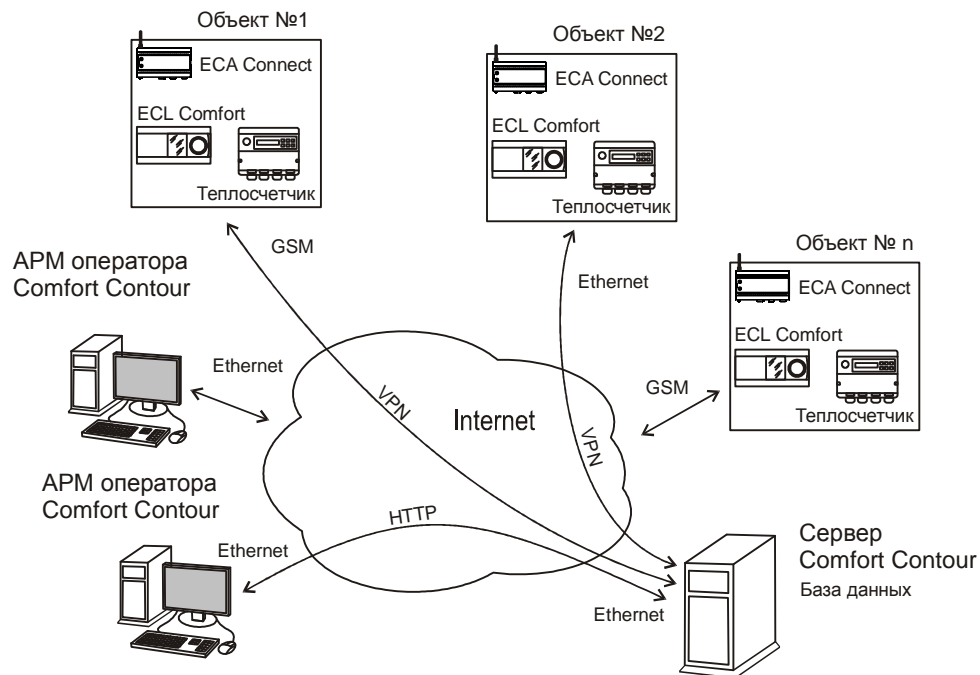 Объект №1
ECA Connect
ECL Comfort
Теплосчетчик
Объект №2
ECA Connect
ECL Comfort
Теплосчетчик
Объект № n
ECA Connect
ECL Comfort
Теплосчетчик
GSM
Ethernet
GSM
АРМ оператора
Comfort Contour
Ethernet
VPN
Internet
VPN
АРМ оператора
Comfort Contour
HTTP
Ethernet
Ethernet
Сервер
Comfort Contour
База данных